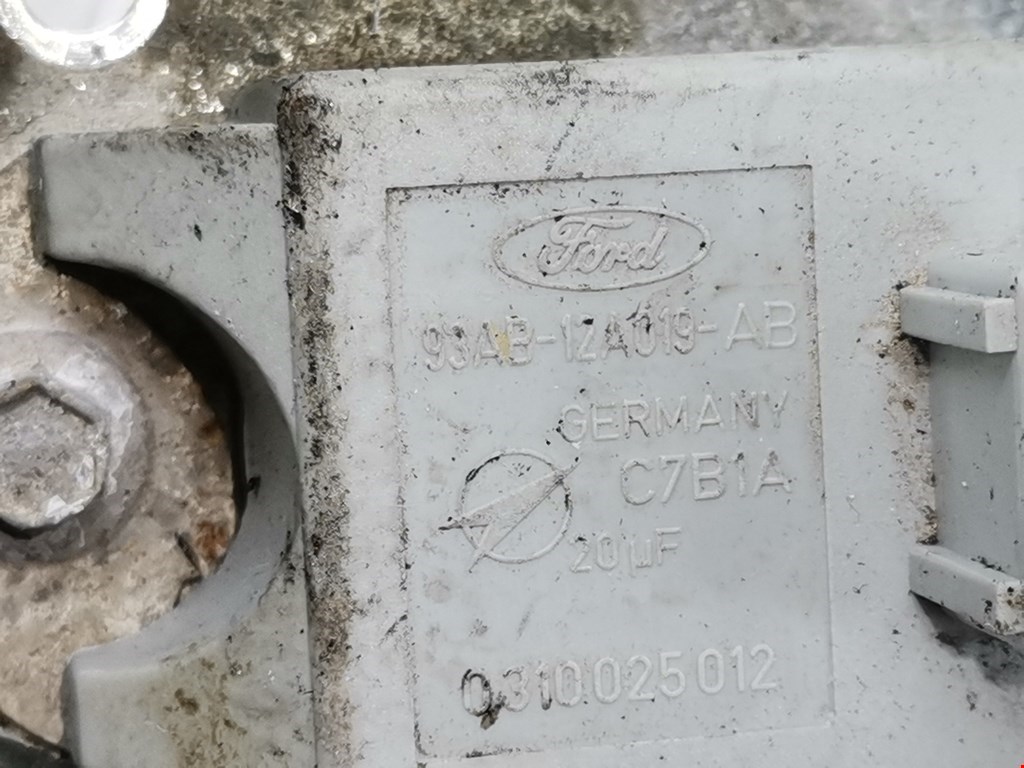 Ford
93AB-12A019-AB
GERMANY
C7B1A
20µF
0310025012